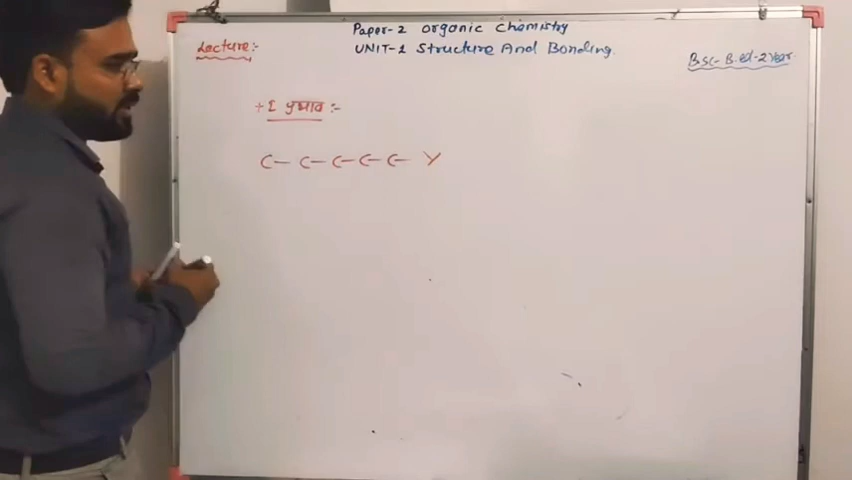 Paper-2 Organic Chemistry
UNIT-1 Structure And Bonding
Lecture:-
BSc- B.ed-2Year
+I प्रभाव :-
C- C- C- C- C- Y